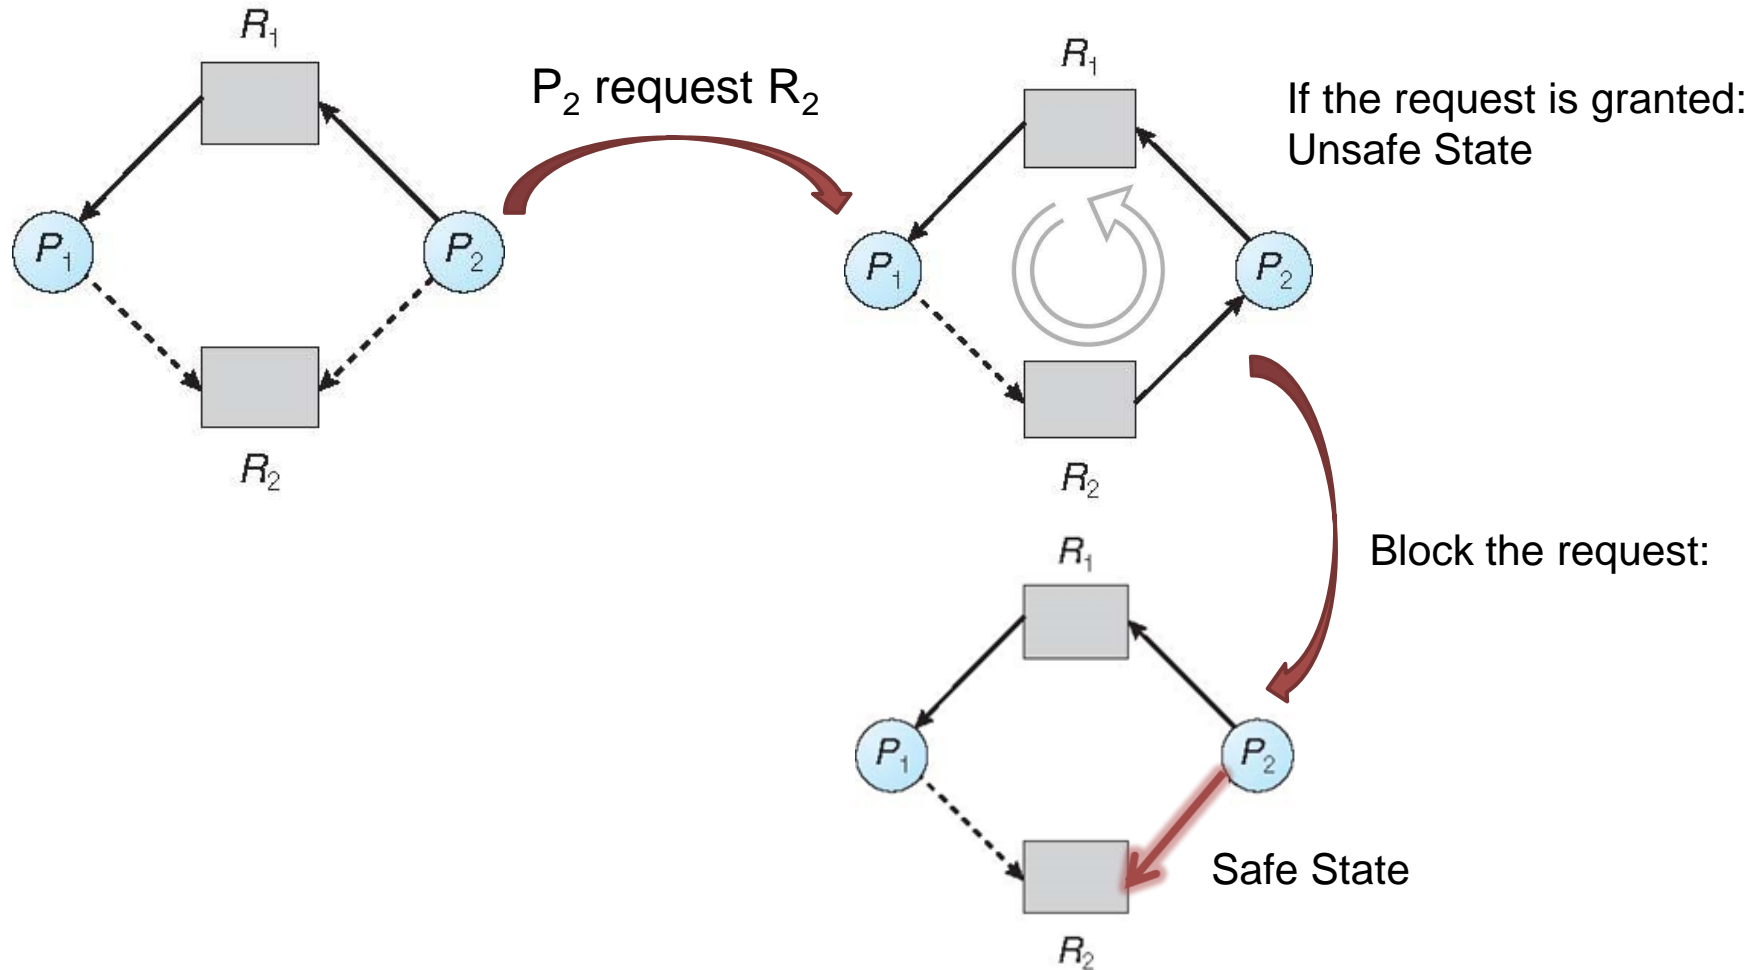 R₁
P₂ request R₂
P₁
P₂
R₂
R₁
If the request is granted:
Unsafe State
P₁
P₂
R₂
Block the request:
R₁
P₁
P₂
Safe State
R₂